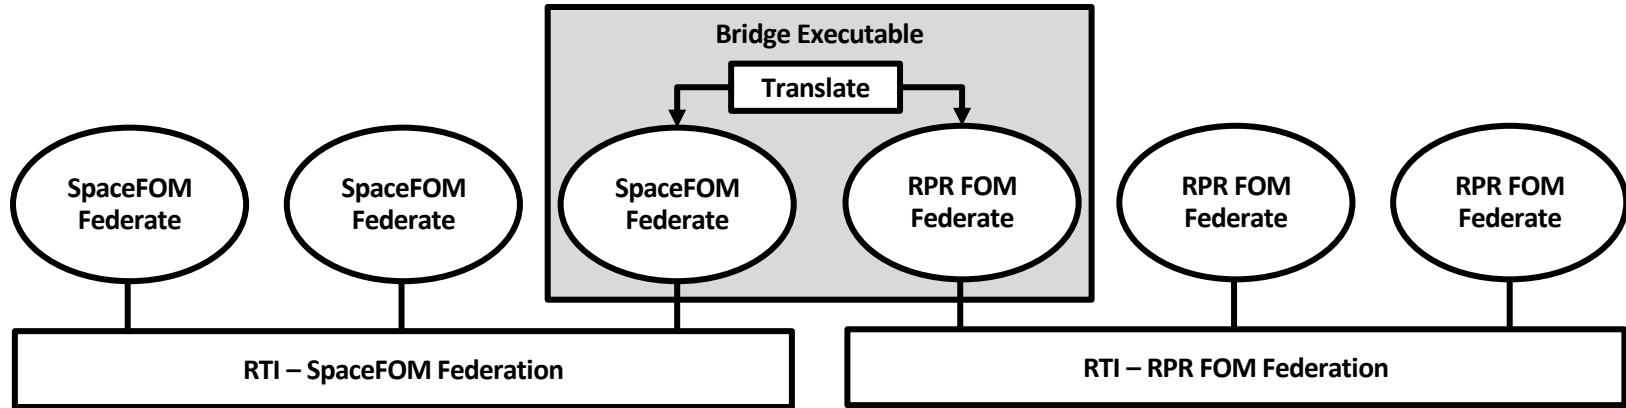 Bridge Executable
Translate
SpaceFOM
Federate
SpaceFOM
Federate
SpaceFOM
Federate
RPR FOM
Federate
RPR FOM
Federate
RPR FOM
Federate
RTI – SpaceFOM Federation
RTI – RPR FOM Federation